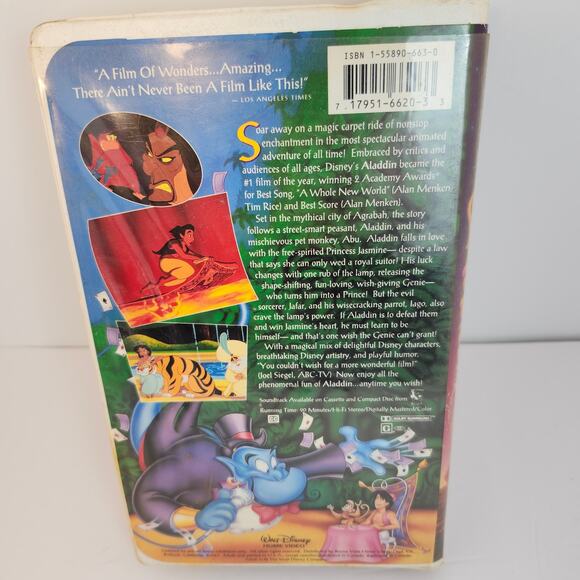 "A Film Of Wonders...Amazing...
There Ain't Never Been A Film Like This!"
— LOS ANGELES TIMES
ISBN 1-55890-663-0
7 17951-6620-3 3
Soar away on a magic carpet ride of nonstop
enchantment in the most spectacular animated
adventure of all time! Embraced by critics and
audiences of all ages, Disney's Aladdin became the
#1 film of the year, winning 2 Academy Awards®
for Best Song, "A Whole New World" (Alan Menken,
Tim Rice) and Best Score (Alan Menken).
Set in the mythical city of Agrabah, the story
follows a street-smart peasant, Aladdin, and his
mischievous pet monkey, Abu. Aladdin falls in love
with the free-spirited Princess Jasmine— despite a law
that says she can only wed a royal suitor! His luck
changes with one rub of the lamp, releasing the
shape-shifting, fun-loving, wish-giving Genie—
who turns him into a Prince! But the evil
sorcerer, Jafar, and his wisecracking parrot, Iago, also
crave the lamp's power. If Aladdin is to defeat them
and win Jasmine's heart, he must learn to be
himself—and that's one wish the Genie can't grant!
With a magical mix of delightful Disney characters,
breathtaking Disney artistry, and playful humor.
"You couldn't wish for a more wonderful film!"
(Joel Siegel, ABC-TV) Now enjoy all the
phenomenal fun of Aladdin...anytime you wish!
Soundtrack Available on Cassette and Compact Disc from
Running Time: 90 Minutes/Hi-Fi Stereo/Digitally Mastered/Color
CC
DOLBY SURROUND
G
WALT DISNEY
HOME VIDEO